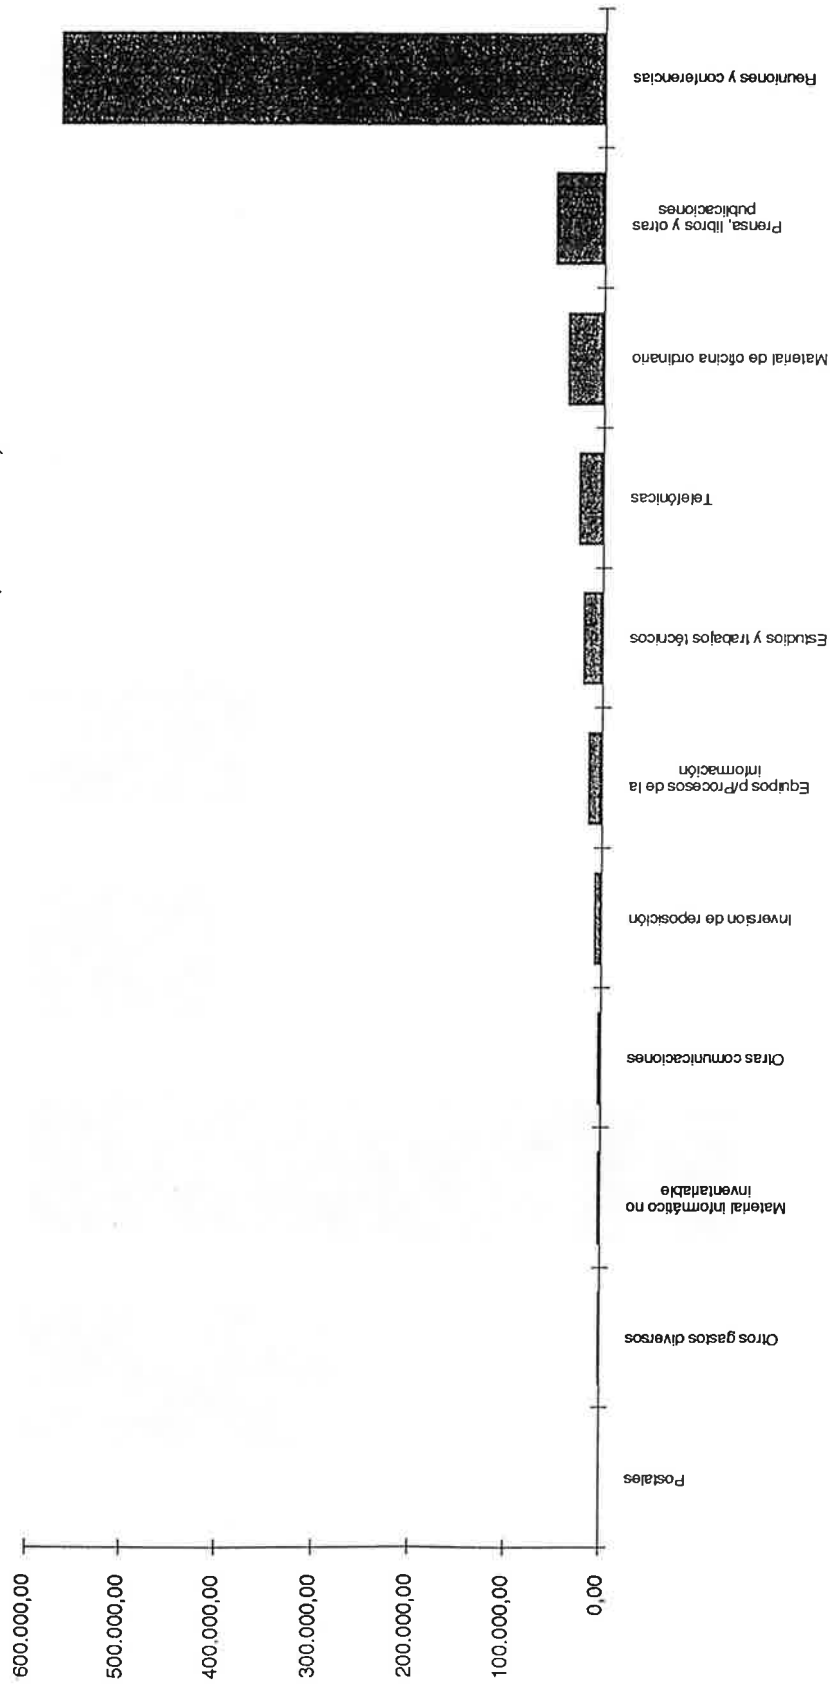 600.000,00
500.000,00
400.000,00
300.000,00
200.000,00
100.000,00
0,00
Postales
Otros gastos diversos
Material informático no
inventariable
Otras comunicaciones
Inversion de reposición
Equipos p/Procesos de la
información
Estudios y trabajos técnicos
Telefónicas
Material de oficina ordinario
Prensa, libros y otras
publicaciones
Reuniones y conferencias